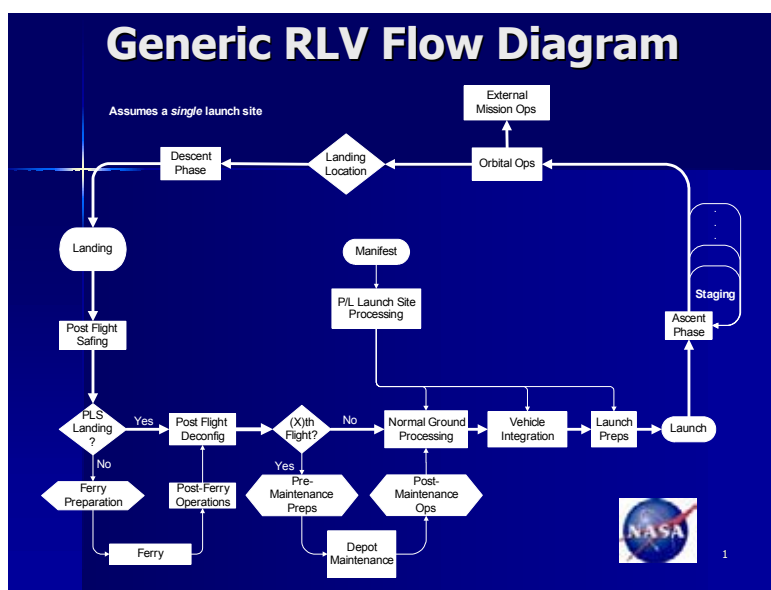 Generic RLV Flow Diagram
Assumes a single launch site
External
Mission Ops
Descent
Phase
Landing
Location
Orbital Ops
Landing
Manifest
P/L Launch Site
Processing
.
.
.
Staging
Post Flight
Safing
Ascent
Phase
PLS
Landing
?
Yes
Post Flight
Deconfig
(X)th
Flight?
No
Normal Ground
Processing
Vehicle
Integration
Launch
Preps
Launch
No
Yes
Ferry
Preparation
Post-Ferry
Operations
Pre-
Maintenance
Preps
Post-
Maintenance
Ops
Ferry
Depot
Maintenance
NASA
1